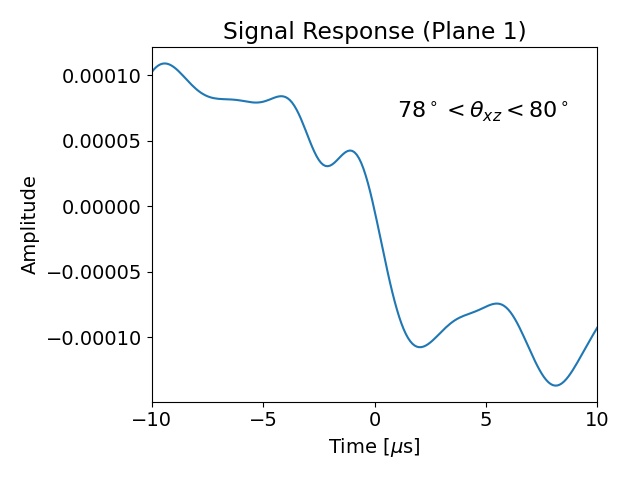 Signal Response (Plane 1)
0.00010
0.00005
0.00000
−0.00005
−0.00010
Amplitude
78° < θxz < 80°
−10
−5
0
5
10
Time [μs]